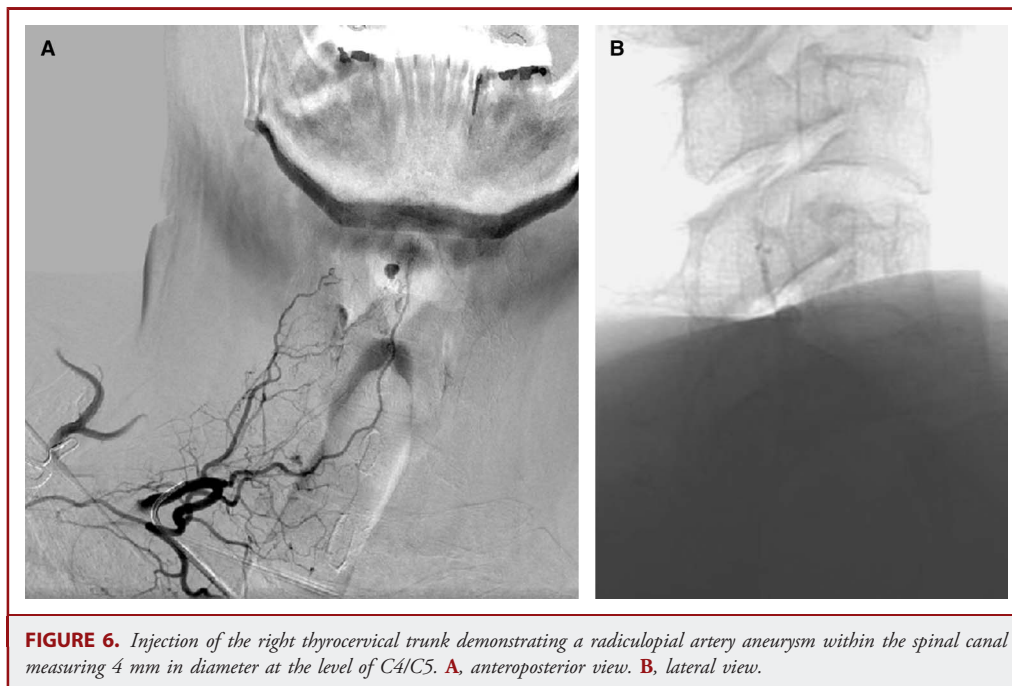 A
B
FIGURE 6. Injection of the right thyrocervical trunk demonstrating a radiculopial artery aneurysm within the spinal canal
measuring 4 mm in diameter at the level of C4/C5. A, anteroposterior view. B, lateral view.